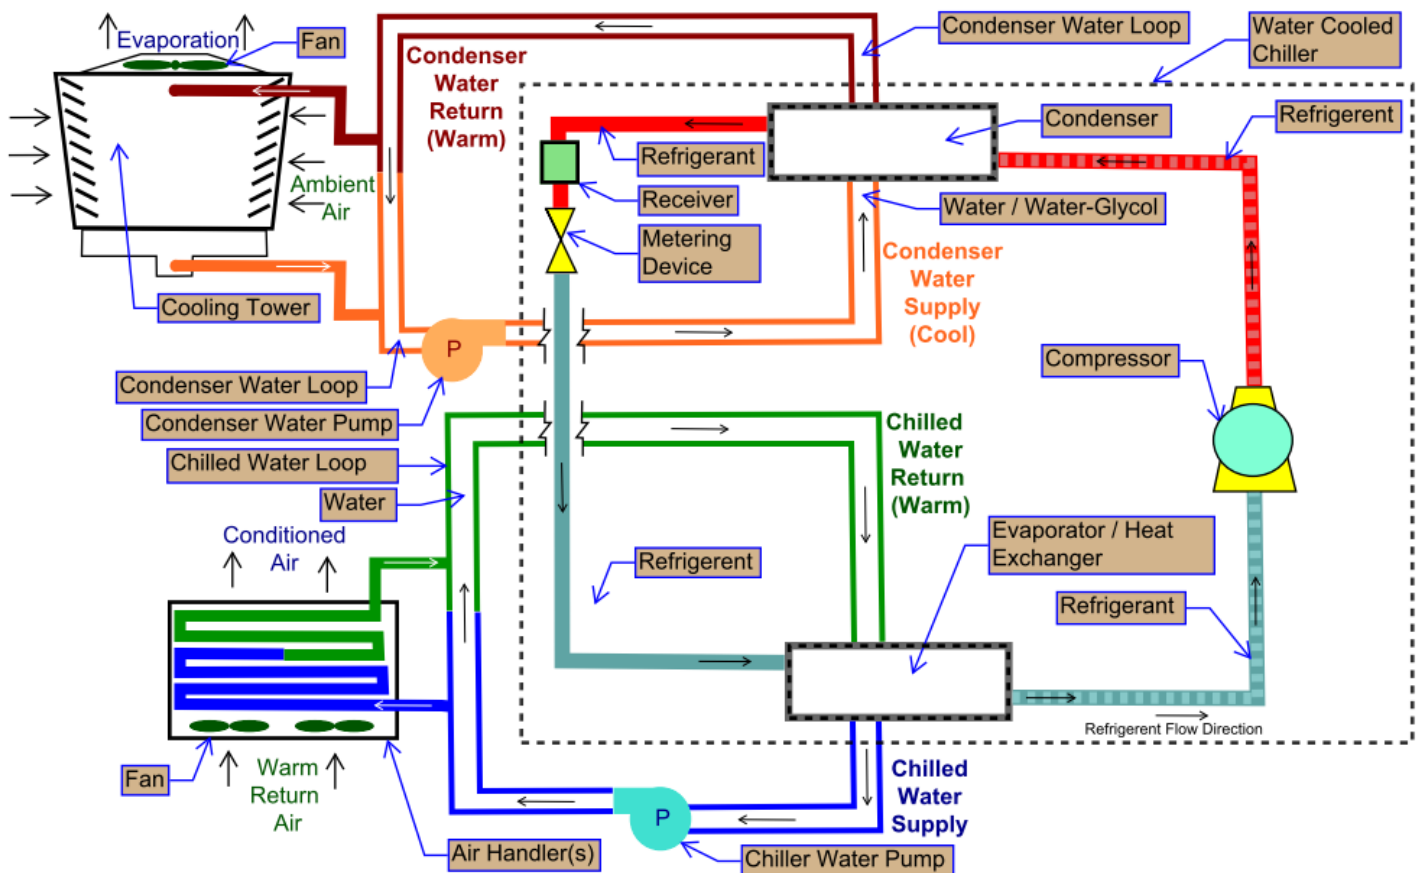 Evaporation
Fan
Condenser
Water
Return
(Warm)
Condenser Water Loop
Water Cooled
Chiller
Condenser
Refrigerent
Refrigerant
Receiver
Water / Water-Glycol
Metering
Device
Ambient
Air
Cooling Tower
Condenser
Water
Supply
(Cool)
P
Compressor
Condenser Water Loop
Condenser Water Pump
Chilled Water Loop
Water
Chilled
Water
Return
(Warm)
Conditioned
Air
Refrigerent
Evaporator / Heat
Exchanger
Refrigerant
Refrigerent Flow Direction
Fan
Warm
Return
Air
Air Handler(s)
P
Chilled
Water
Supply
Chiller Water Pump